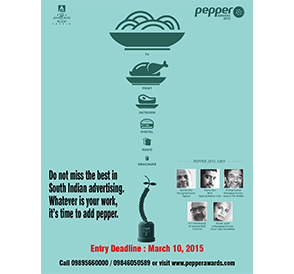 pepper
TV
PRINT
OUTDOOR
DIGITAL
RADIO
BROCHURE
Do not miss the best in
South Indian advertising.
Whatever is your work,
it's time to add pepper.
PEPPER 2015, JURY
Entry Deadline : March 10, 2015
Call 09895660000 / 09846050589 or visit www.pepperawards.com